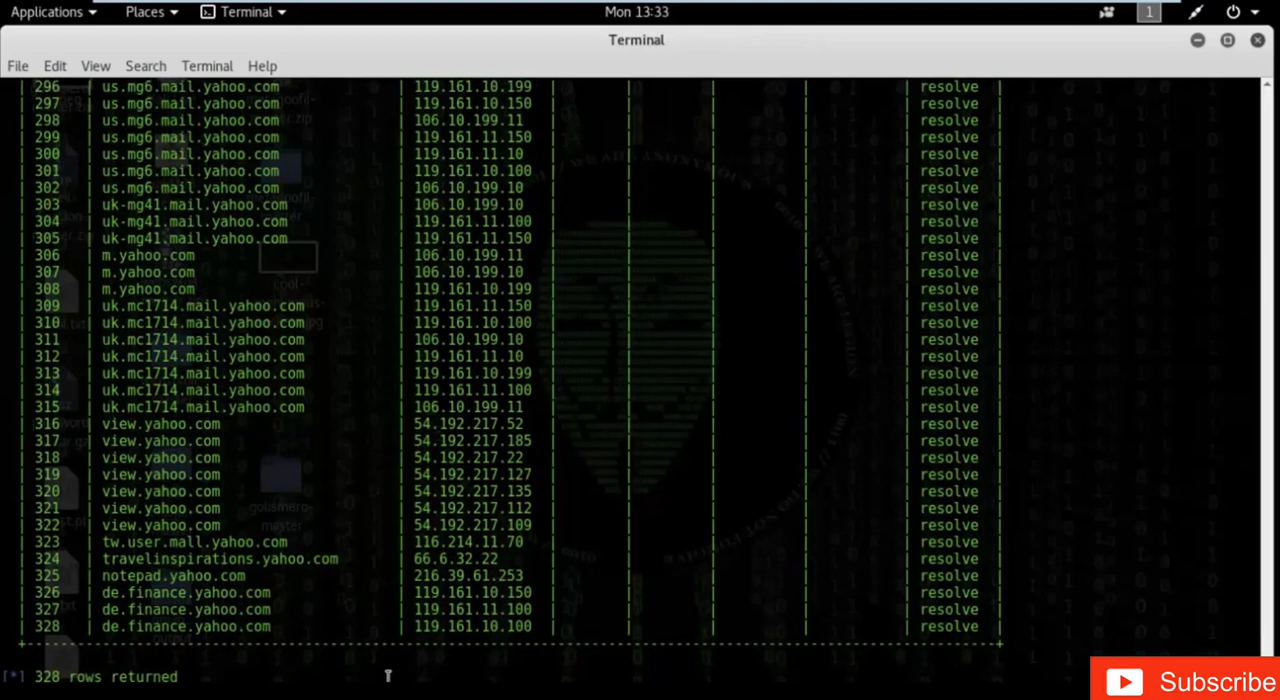 Applications Places Terminal Mon 13:33 1
Terminal
File Edit View Search Terminal Help
| 296 | us.mg6.mail.yahoo.com | 119.161.10.199 | | | | | resolve |
| 297 | us.mg6.mail.yahoo.com | 119.161.10.150 | | | | | resolve |
| 298 | us.mg6.mail.yahoo.com | 106.10.199.11 | | | | | resolve |
| 299 | us.mg6.mail.yahoo.com | 119.161.11.150 | | | | | resolve |
| 300 | us.mg6.mail.yahoo.com | 119.161.11.10 | | | | | resolve |
| 301 | us.mg6.mail.yahoo.com | 119.161.10.100 | | | | | resolve |
| 302 | us.mg6.mail.yahoo.com | 106.10.199.10 | | | | | resolve |
| 303 | uk-mg41.mail.yahoo.com | 106.10.199.10 | | | | | resolve |
| 304 | uk-mg41.mail.yahoo.com | 119.161.11.100 | | | | | resolve |
| 305 | uk-mg41.mail.yahoo.com | 119.161.11.150 | | | | | resolve |
| 306 | m.yahoo.com | 106.10.199.11 | | | | | resolve |
| 307 | m.yahoo.com | 106.10.199.10 | | | | | resolve |
| 308 | m.yahoo.com | 119.161.10.199 | | | | | resolve |
| 309 | uk.mc1714.mail.yahoo.com | 119.161.11.150 | | | | | resolve |
| 310 | uk.mc1714.mail.yahoo.com | 119.161.10.100 | | | | | resolve |
| 311 | uk.mc1714.mail.yahoo.com | 106.10.199.10 | | | | | resolve |
| 312 | uk.mc1714.mail.yahoo.com | 119.161.11.10 | | | | | resolve |
| 313 | uk.mc1714.mail.yahoo.com | 119.161.10.199 | | | | | resolve |
| 314 | uk.mc1714.mail.yahoo.com | 119.161.11.100 | | | | | resolve |
| 315 | uk.mc1714.mail.yahoo.com | 106.10.199.11 | | | | | resolve |
| 316 | view.yahoo.com | 54.192.217.52 | | | | | resolve |
| 317 | view.yahoo.com | 54.192.217.185 | | | | | resolve |
| 318 | view.yahoo.com | 54.192.217.22 | | | | | resolve |
| 319 | view.yahoo.com | 54.192.217.127 | | | | | resolve |
| 320 | view.yahoo.com | 54.192.217.135 | | | | | resolve |
| 321 | view.yahoo.com | 54.192.217.112 | | | | | resolve |
| 322 | view.yahoo.com | 54.192.217.109 | | | | | resolve |
| 323 | tw.user.mall.yahoo.com | 116.214.11.70 | | | | | resolve |
| 324 | travelinspirations.yahoo.com | 66.6.32.22 | | | | | resolve |
| 325 | notepad.yahoo.com | 216.39.61.253 | | | | | resolve |
| 326 | de.finance.yahoo.com | 119.161.10.150 | | | | | resolve |
| 327 | de.finance.yahoo.com | 119.161.11.100 | | | | | resolve |
| 328 | de.finance.yahoo.com | 119.161.10.100 | | | | | resolve |
[*] 328 rows returned
Subscribe